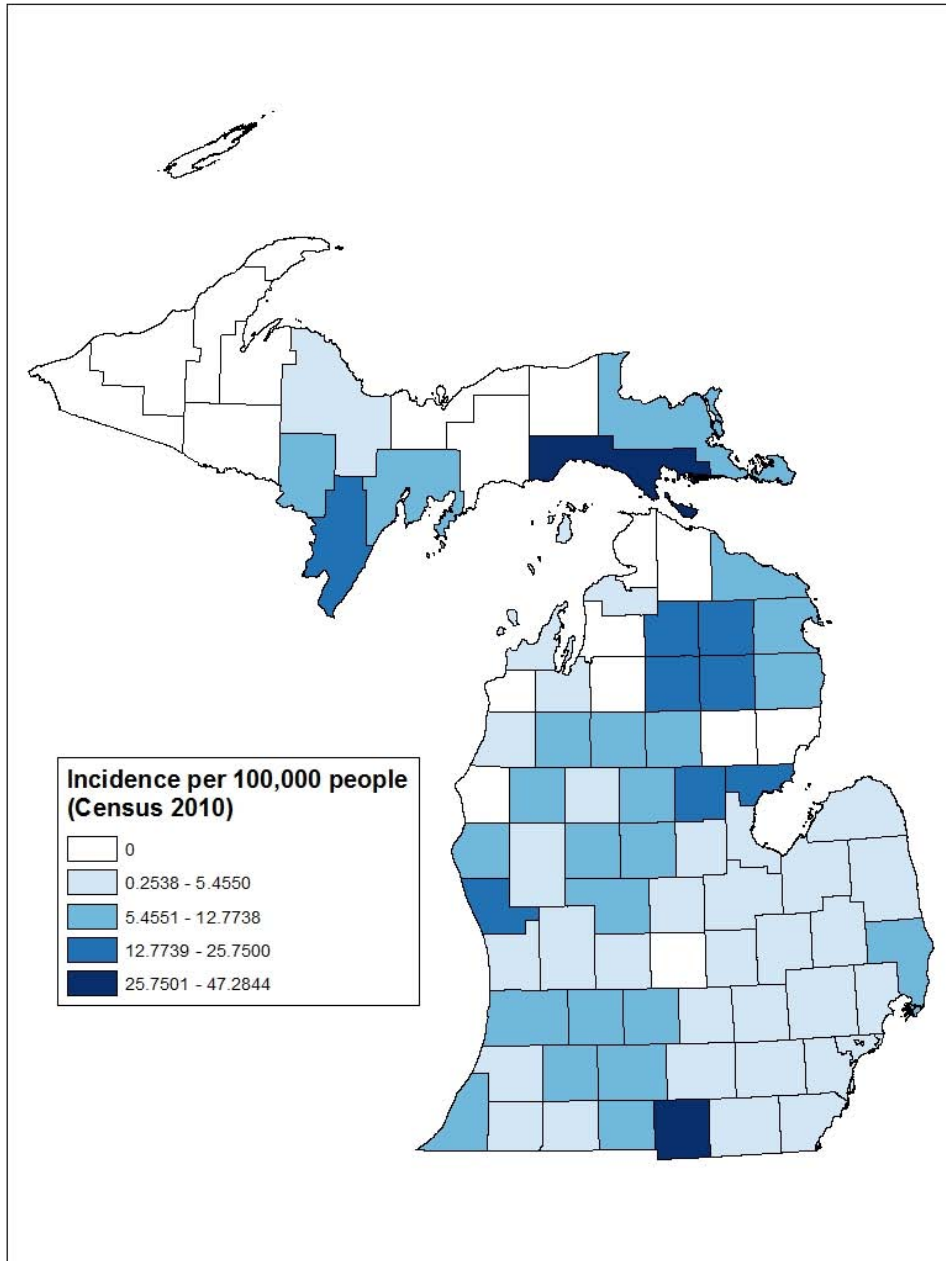 Incidence per 100,000 people
(Census 2010)
0
0.2538 - 5.4550
5.4551 - 12.7738
12.7739 - 25.7500
25.7501 - 47.2844